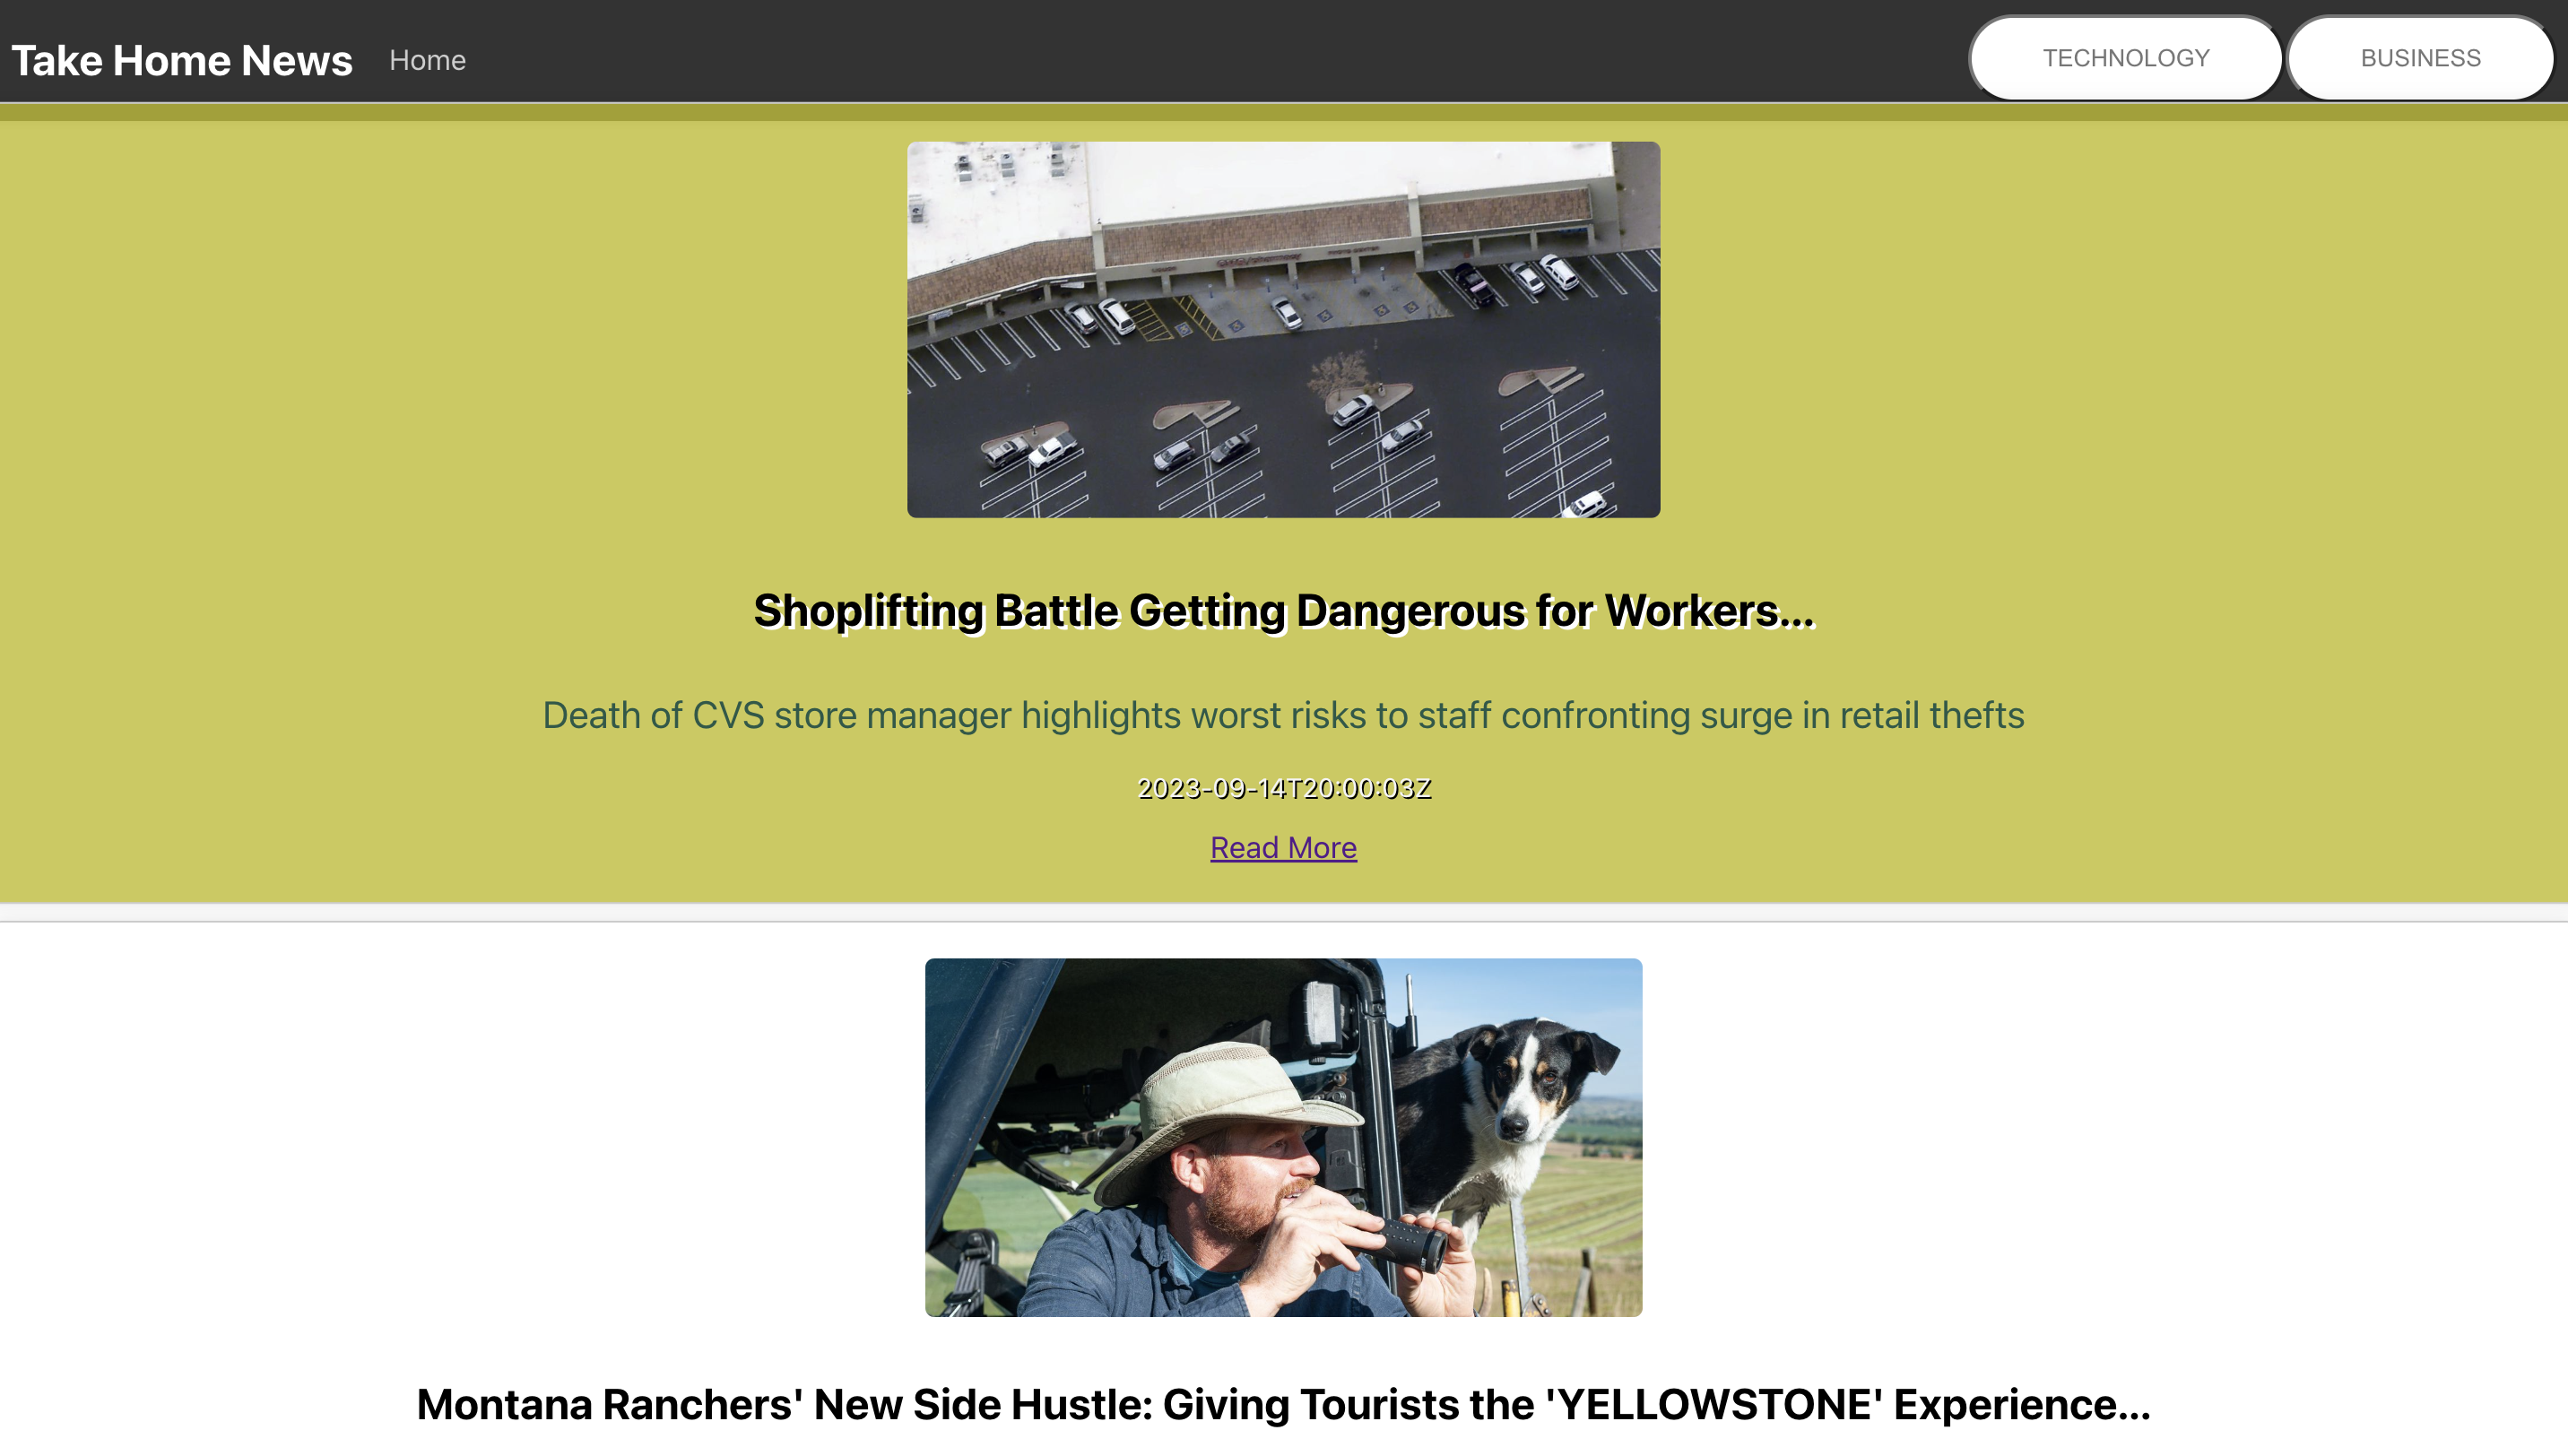 Take Home News Home TECHNOLOGY BUSINESS
Shoplifting Battle Getting Dangerous for Workers...
Death of CVS store manager highlights worst risks to staff confronting surge in retail thefts
2023-09-14T20:00:03Z
Read More
Montana Ranchers' New Side Hustle: Giving Tourists the 'YELLOWSTONE' Experience...